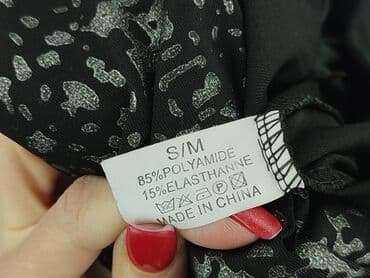 S/M
85%POLYAMIDE
15%ELASTHANNE
MADE IN CHINA